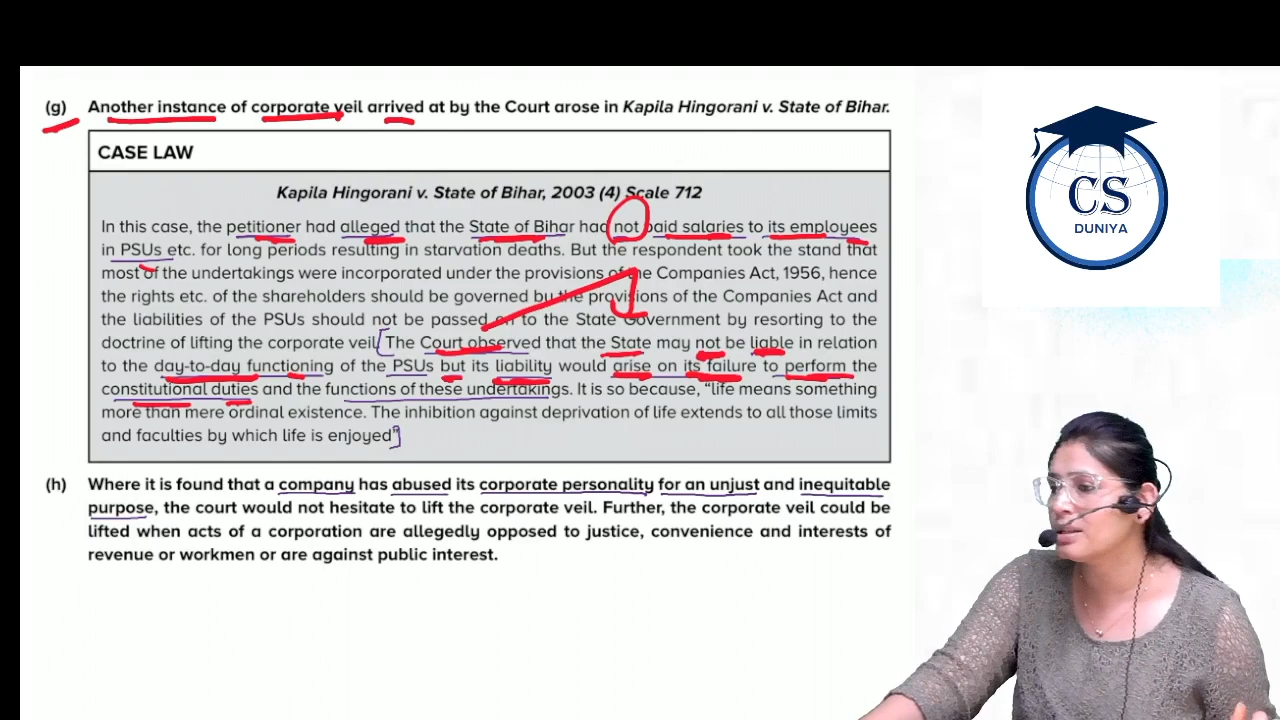 (g) Another instance of corporate veil arrived at by the Court arose in Kapila Hingorani v. State of Bihar.
CASE LAW
Kapila Hingorani v. State of Bihar, 2003 (4) Scale 712
In this case, the petitioner had alleged that the State of Bihar had not paid salaries to its employees
in PSUs etc. for long periods resulting in starvation deaths. But the respondent took the stand that
most of the undertakings were incorporated under the provisions of the Companies Act, 1956, hence
the rights etc. of the shareholders should be governed by the provisions of the Companies Act and
the liabilities of the PSUs should not be passed on to the State Government by resorting to the
doctrine of lifting the corporate veil. The Court observed that the State may not be liable in relation
to the day-to-day functioning of the PSUs but its liability would arise on its failure to perform the
constitutional duties and the functions of these undertakings. It is so because, “life means something
more than mere ordinal existence. The inhibition against deprivation of life extends to all those limits
and faculties by which life is enjoyed”
(h) Where it is found that a company has abused its corporate personality for an unjust and inequitable
purpose, the court would not hesitate to lift the corporate veil. Further, the corporate veil could be
lifted when acts of a corporation are allegedly opposed to justice, convenience and interests of
revenue or workmen or are against public interest.
CS
DUNIYA